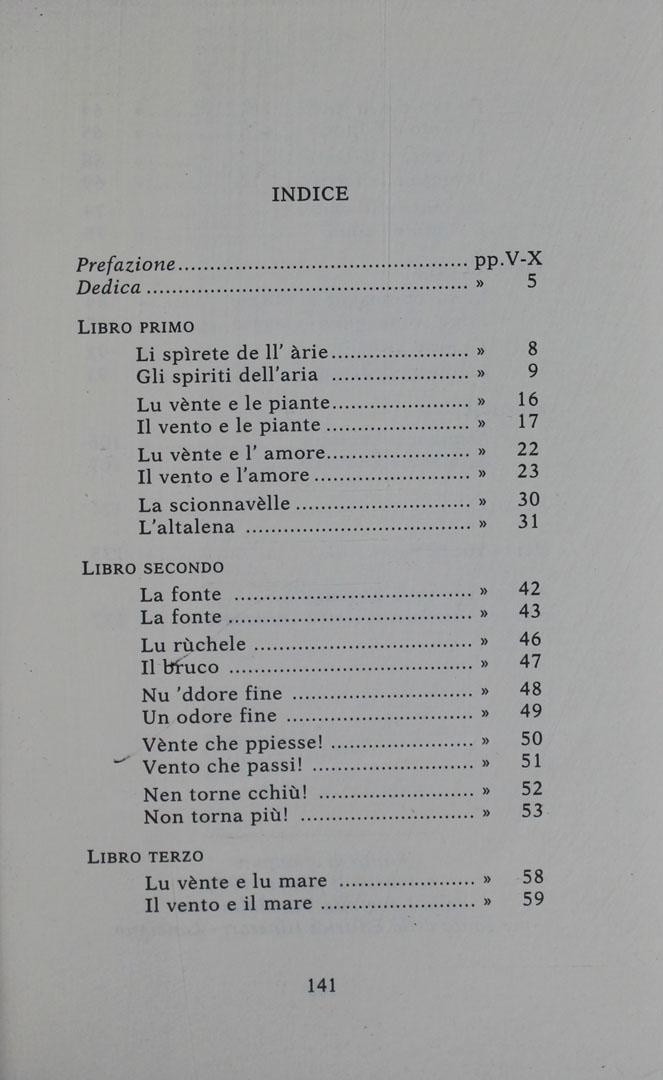 INDICE
Prefazione ................................................ pp.V-X
Dedica ..................................................... » 5
LIBRO PRIMO
Li spìrete de ll' àrie ....................... » 8
Gli spiriti dell'aria ....................... » 9
Lu vènte e le piante ....................... » 16
Il vento e le piante ........................ » 17
Lu vènte e l' amore ........................ » 22
Il vento e l'amore .......................... » 23
La scionnavèlle ............................. » 30
L'altalena ..................................... » 31
LIBRO SECONDO
La fonte ....................................... » 42
La fonte ........................................ » 43
Lu rùchele .................................... » 46
Il bruco ........................................ » 47
Nu 'ddore fine .............................. » 48
Un odore fine ............................... » 49
Vènte che ppiesse! ........................ » 50
Vento che passi! ........................... » 51
Nen torne cchiù! .......................... » 52
Non torna più! ............................. » 53
LIBRO TERZO
Lu vènte e lu mare ....................... » 58
Il vento e il mare .......................... » 59
141